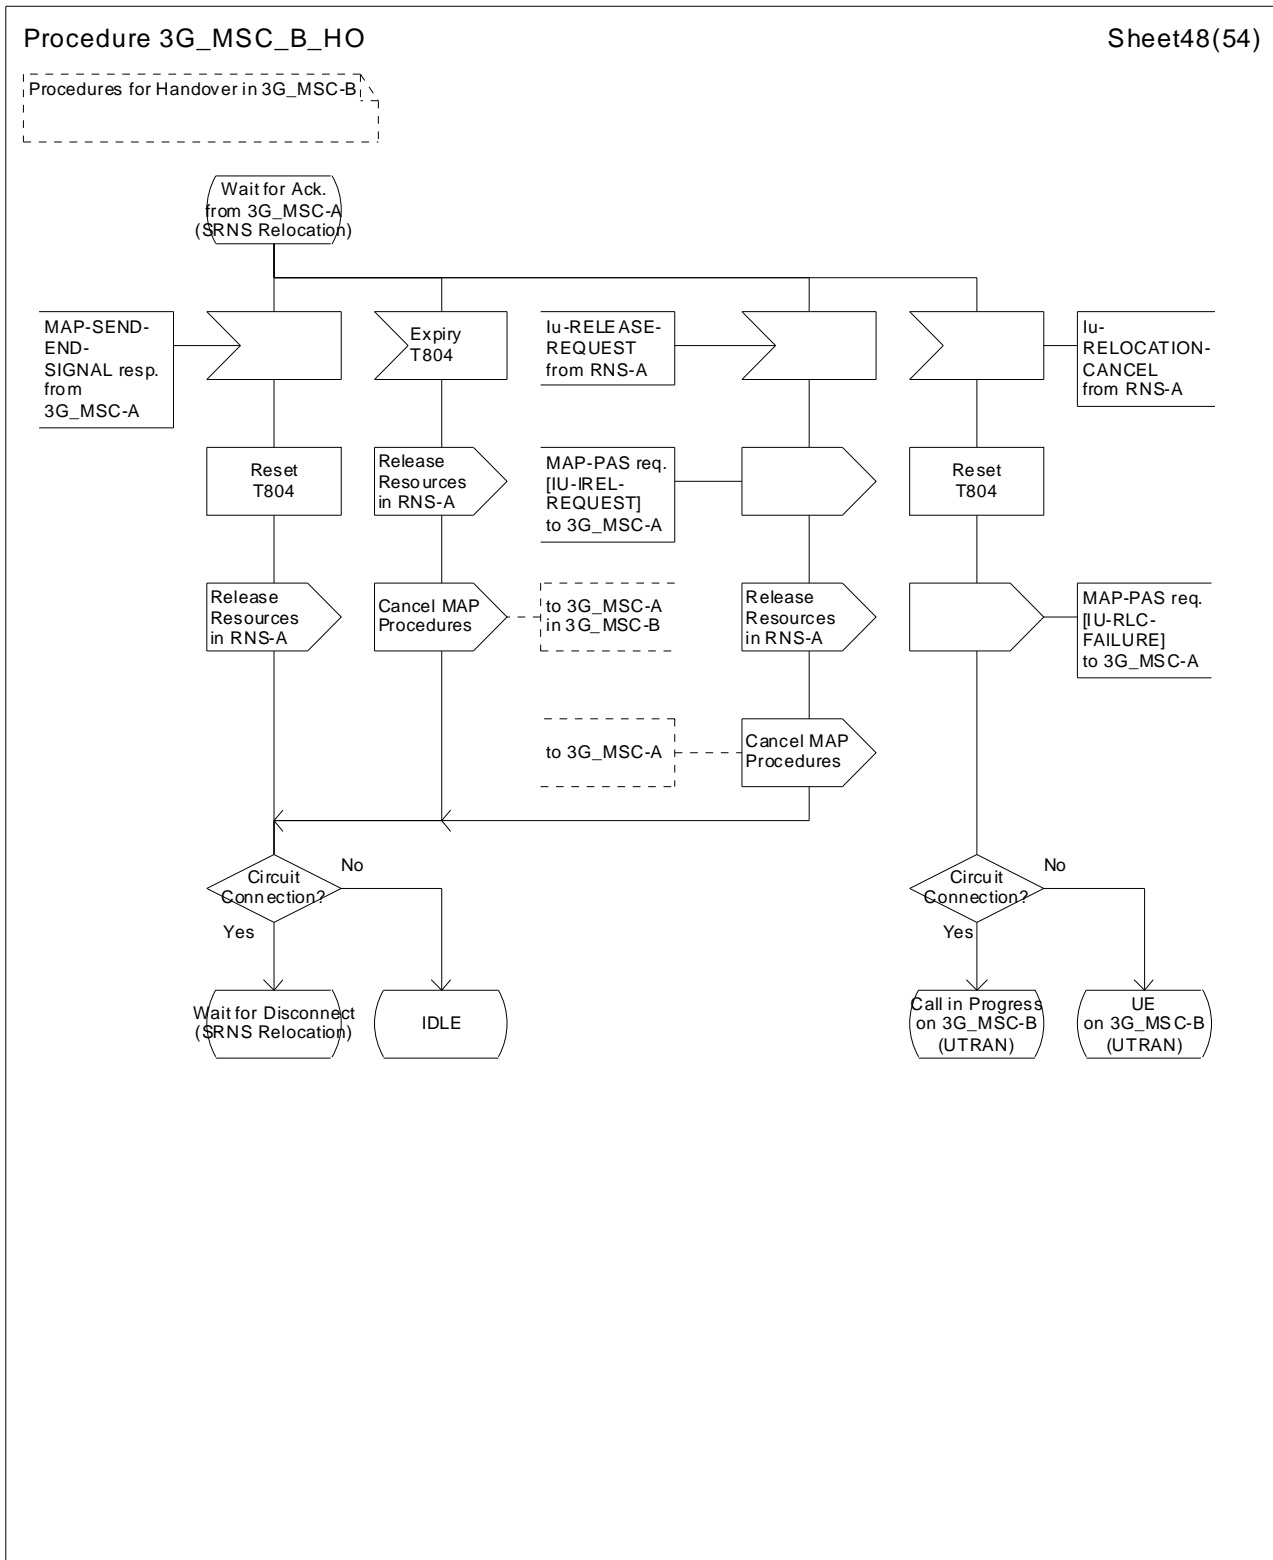 Procedure 3G_MSC_B_HO
Sheet48(54)
Procedures for Handover in 3G_MSC-B
Wait for Ack.
from 3G_MSC-A
(SRNS Relocation)
MAP-SEND-
END-
SIGNAL resp.
from
3G_MSC-A
Expiry
T804
Iu-RELEASE-
REQUEST
from RNS-A
Iu-
RELOCATION-
CANCEL
from RNS-A
Reset
T804
Release
Resources
in RNS-A
MAP-PAS req.
[IU-IREL-
REQUEST]
to 3G_MSC-A
Reset
T804
Release
Resources
in RNS-A
Cancel MAP
Procedures
to 3G_MSC-A
in 3G_MSC-B
Release
Resources
in RNS-A
MAP-PAS req.
[IU-RLC-
FAILURE]
to 3G_MSC-A
to 3G_MSC-A
Cancel MAP
Procedures
Circuit
Connection?
No
Yes
Circuit
Connection?
No
Yes
Wait for Disconnect
(SRNS Relocation)
IDLE
Call in Progress
on 3G_MSC-B
(UTRAN)
UE
on 3G_MSC-B
(UTRAN)